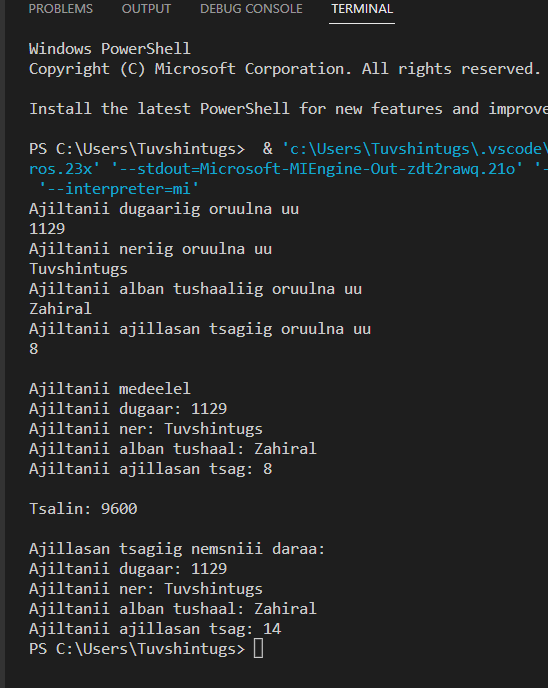 PROBLEMS OUTPUT DEBUG CONSOLE TERMINAL
Windows PowerShell
Copyright (C) Microsoft Corporation. All rights reserved.
Install the latest PowerShell for new features and improve
PS C:\Users\Tuvshintugs>  & 'c:\Users\Tuvshintugs\.vscode\
ros.23x' '--stdout=Microsoft-MIEngine-Out-zdt2rawq.21o' '-
 '--interpreter=mi'
Ajiltanii dugaariig oruulna uu
1129
Ajiltanii neriig oruulna uu
Tuvshintugs
Ajiltanii alban tushaaliig oruulna uu
Zahiral
Ajiltanii ajillasan tsagiig oruulna uu
8
Ajiltanii medeelel
Ajiltanii dugaar: 1129
Ajiltanii ner: Tuvshintugs
Ajiltanii alban tushaal: Zahiral
Ajiltanii ajillasan tsag: 8
Tsalin: 9600
Ajillasan tsagiig nemsniii daraa:
Ajiltanii dugaar: 1129
Ajiltanii ner: Tuvshintugs
Ajiltanii alban tushaal: Zahiral
Ajiltanii ajillasan tsag: 14
PS C:\Users\Tuvshintugs>